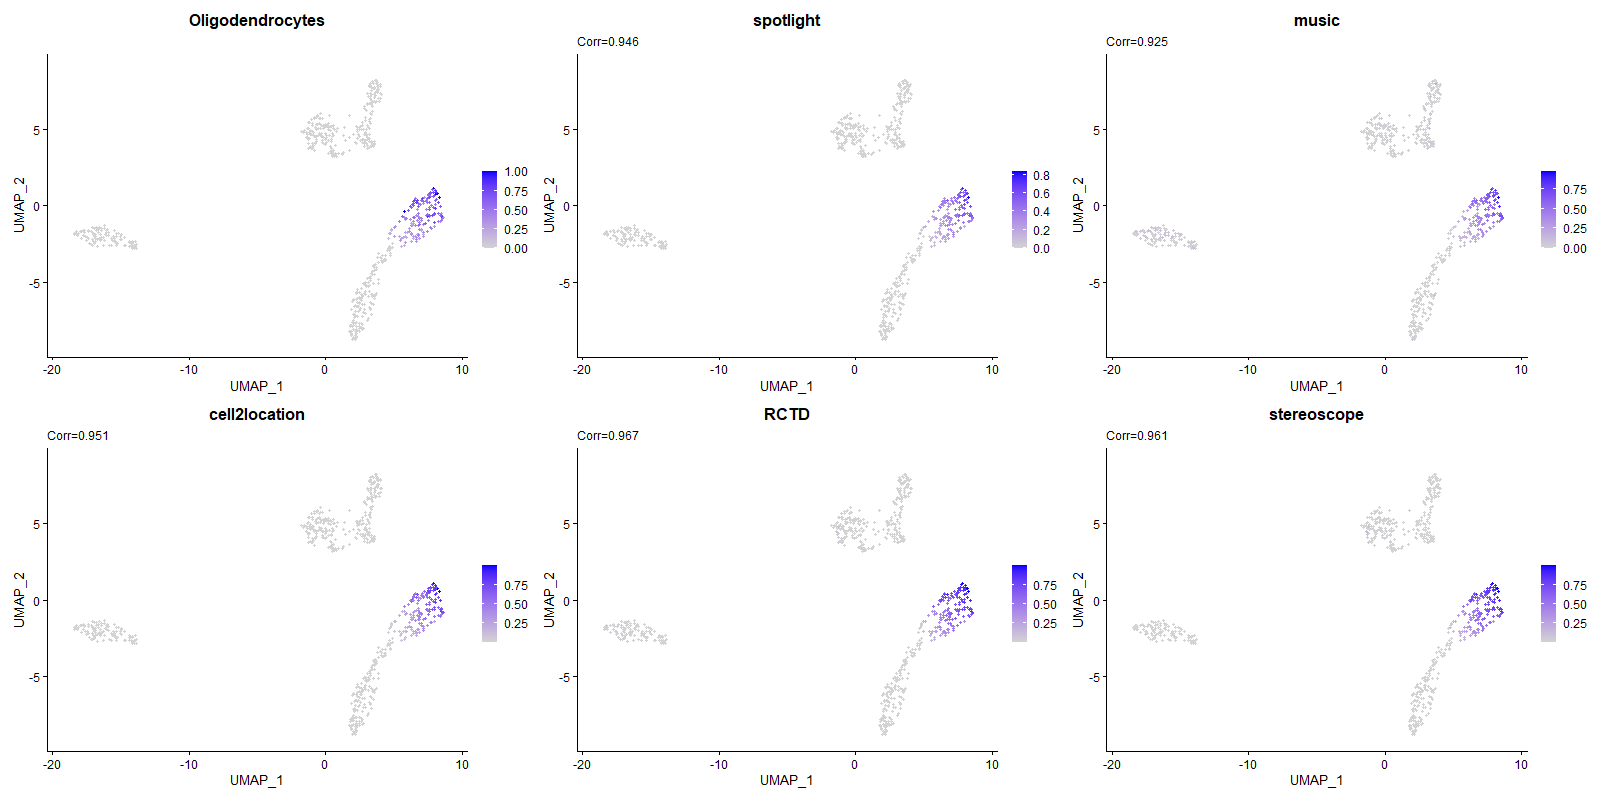 Oligodendrocytes
UMAP_2
5
0
-5
-20
-10
0
10
UMAP_1
1.00
0.75
0.50
0.25
0.00
spotlight
Corr=0.946
UMAP_2
5
0
-5
-20
-10
0
10
UMAP_1
0.8
0.6
0.4
0.2
0.0
music
Corr=0.925
UMAP_2
5
0
-5
-20
-10
0
10
UMAP_1
0.75
0.50
0.25
0.00
cell2location
Corr=0.951
UMAP_2
5
0
-5
-20
-10
0
10
UMAP_1
0.75
0.50
0.25
RCTD
Corr=0.967
UMAP_2
5
0
-5
-20
-10
0
10
UMAP_1
0.75
0.50
0.25
stereoscope
Corr=0.961
UMAP_2
5
0
-5
-20
-10
0
10
UMAP_1
0.75
0.50
0.25